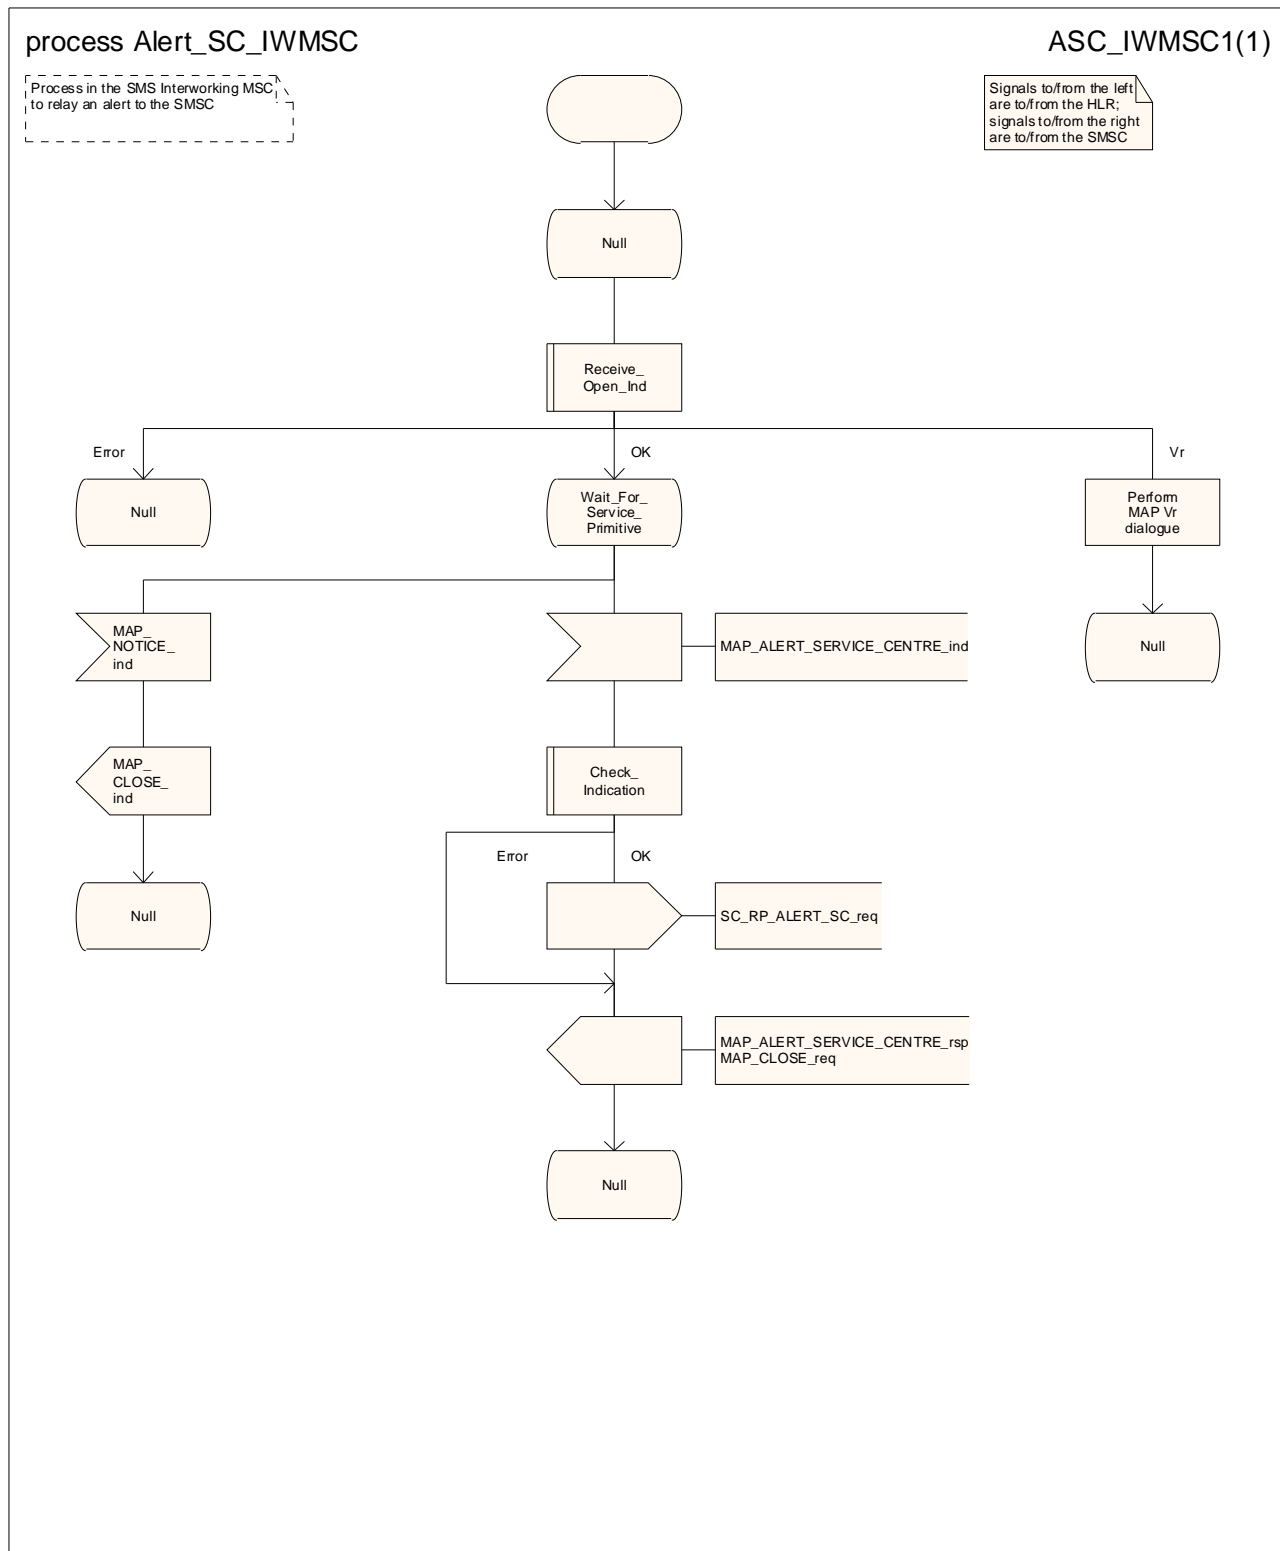 process Alert_SC_IWMSC
ASC_IWMSC1(1)
Process in the SMS Interworking MSC
to relay an alert to the SMSC
Signals to/from the left
are to/from the HLR;
signals to/from the right
are to/from the SMSC
Null
Receive_
Open_Ind
Error
OK
Vr
Null
Wait_For_
Service_
Primitive
Perform
MAP Vr
dialogue
MAP_
NOTICE_
ind
MAP_ALERT_SERVICE_CENTRE_ind
Null
MAP_
CLOSE_
ind
Check_
Indication
Error
OK
Null
SC_RP_ALERT_SC_req
MAP_ALERT_SERVICE_CENTRE_rsp
MAP_CLOSE_req
Null